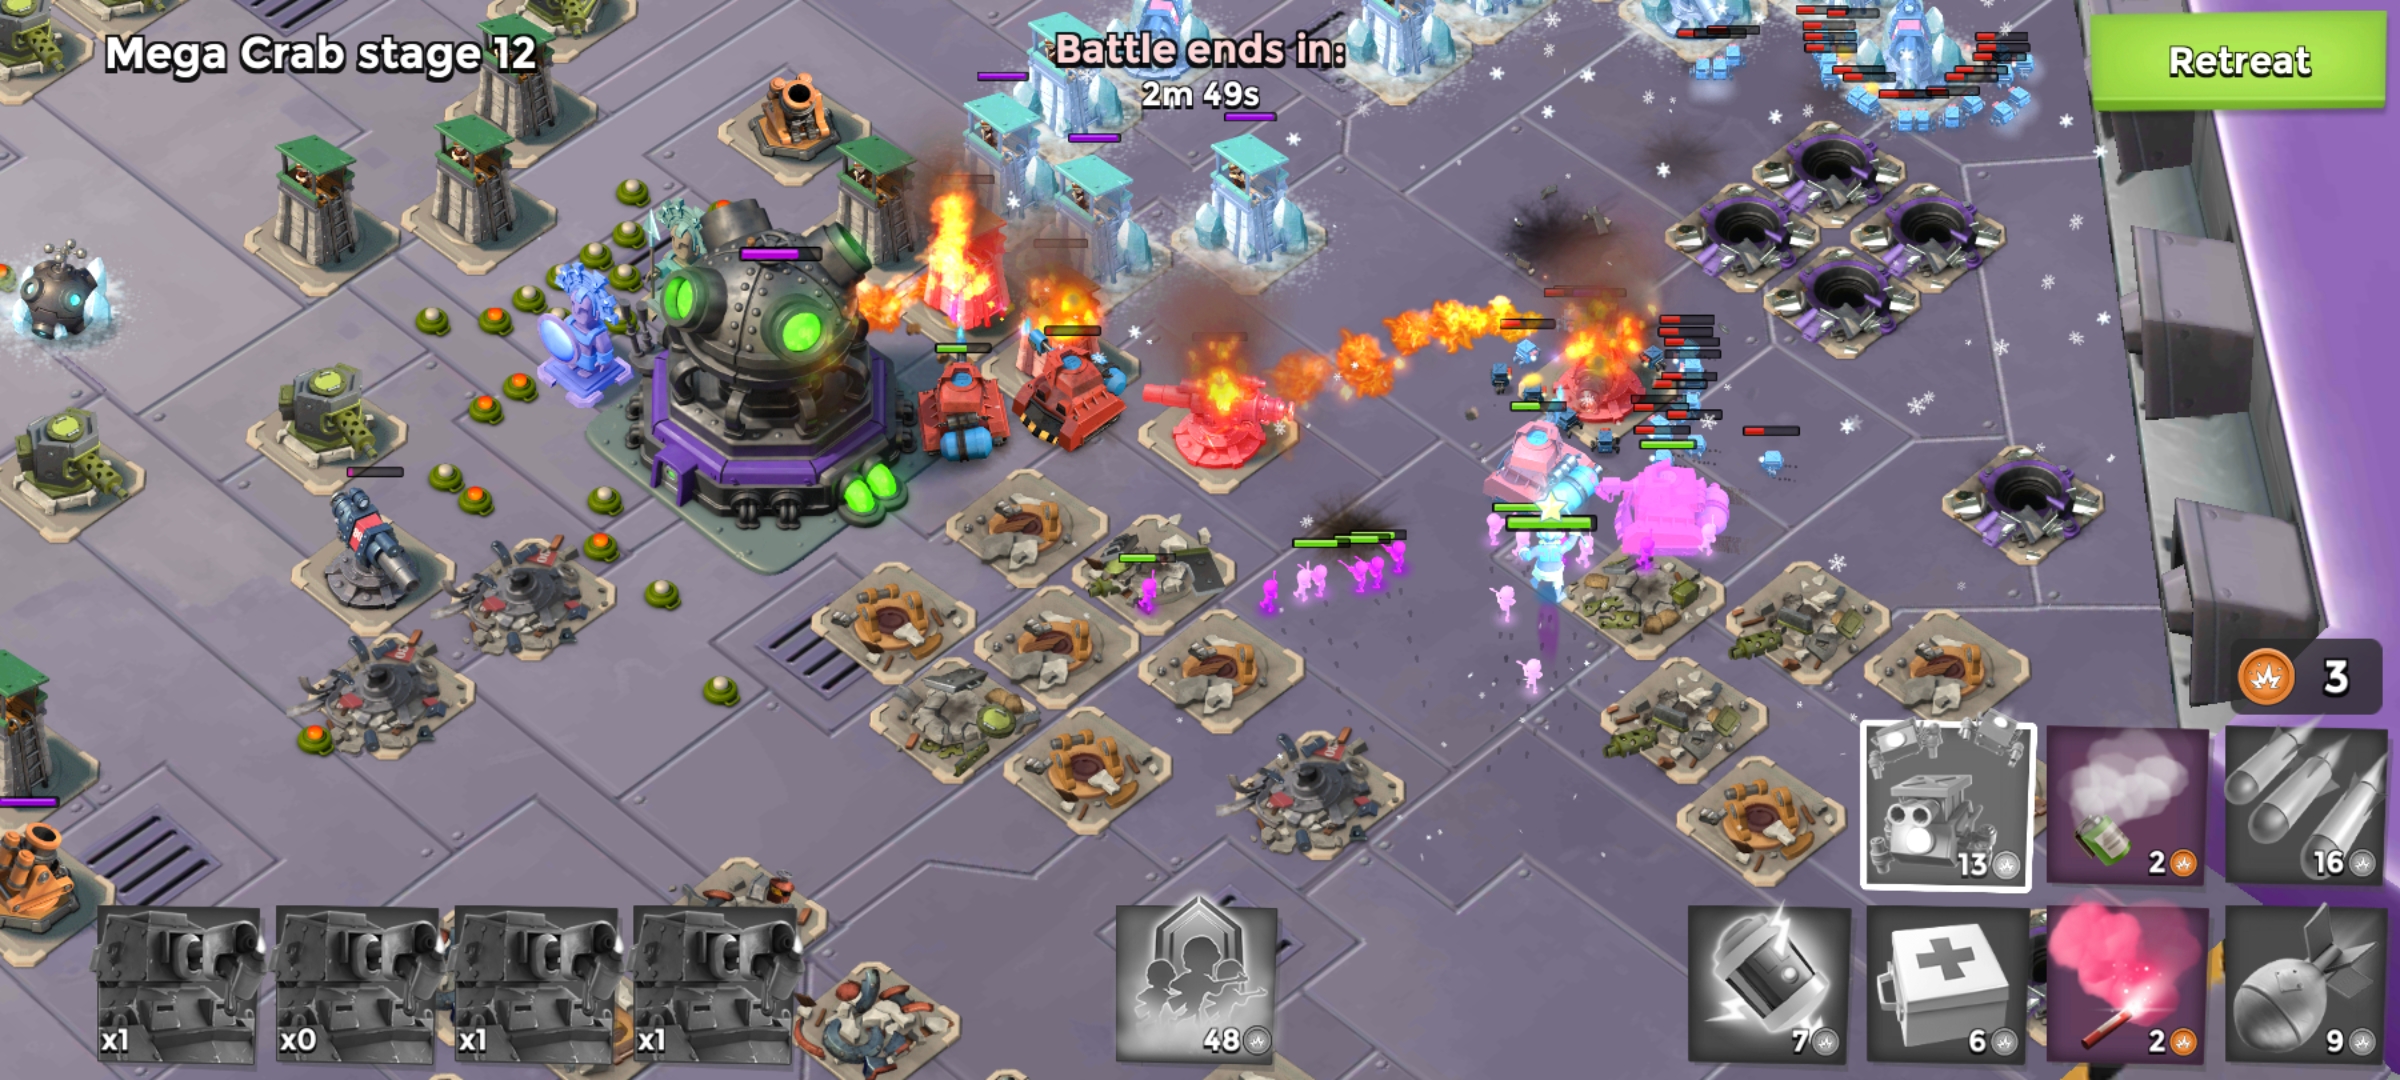 Mega Crab stage 12
Battle ends in:
2m 49s
Retreat
3
13
2
16
x1
x0
x1
x1
48
7
6
2
9